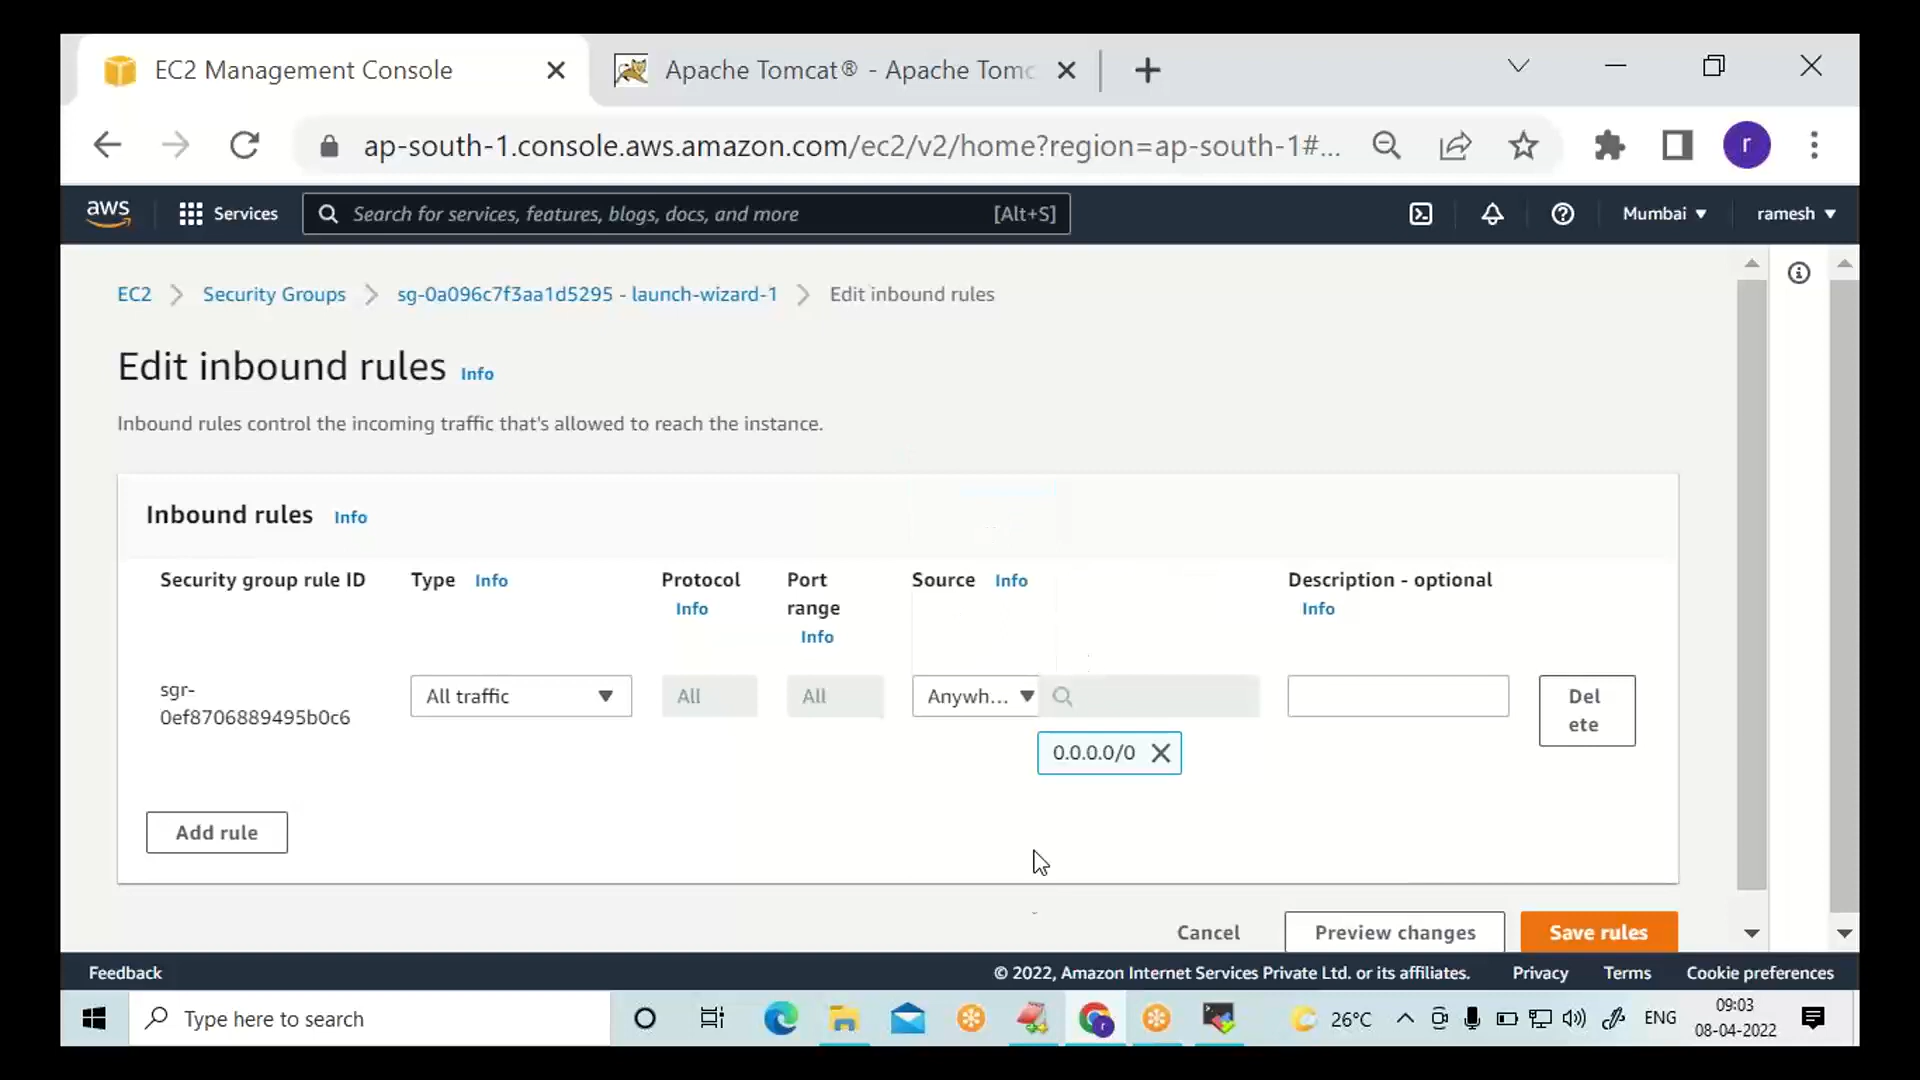 EC2 Management Console
Apache Tomcat® - Apache Tomc
ap-south-1.console.aws.amazon.com/ec2/v2/home?region=ap-south-1#...
r
aws
Services
Search for services, features, blogs, docs, and more
[Alt+S]
Mumbai
ramesh
EC2
Security Groups
sg-0a096c7f3aa1d5295 - launch-wizard-1
Edit inbound rules
Edit inbound rules Info
Inbound rules control the incoming traffic that's allowed to reach the instance.
Inbound rules Info
Security group rule ID
Type Info
Protocol
Info
Port
range
Info
Source Info
Description - optional
Info
sgr-
0ef8706889495b0c6
All traffic
All
All
Anywh...
0.0.0.0/0
Del
ete
Add rule
Cancel
Preview changes
Save rules
Feedback
© 2022, Amazon Internet Services Private Ltd. or its affiliates.
Privacy
Terms
Cookie preferences
Type here to search
r
26°C
ENG
09:03
08-04-2022